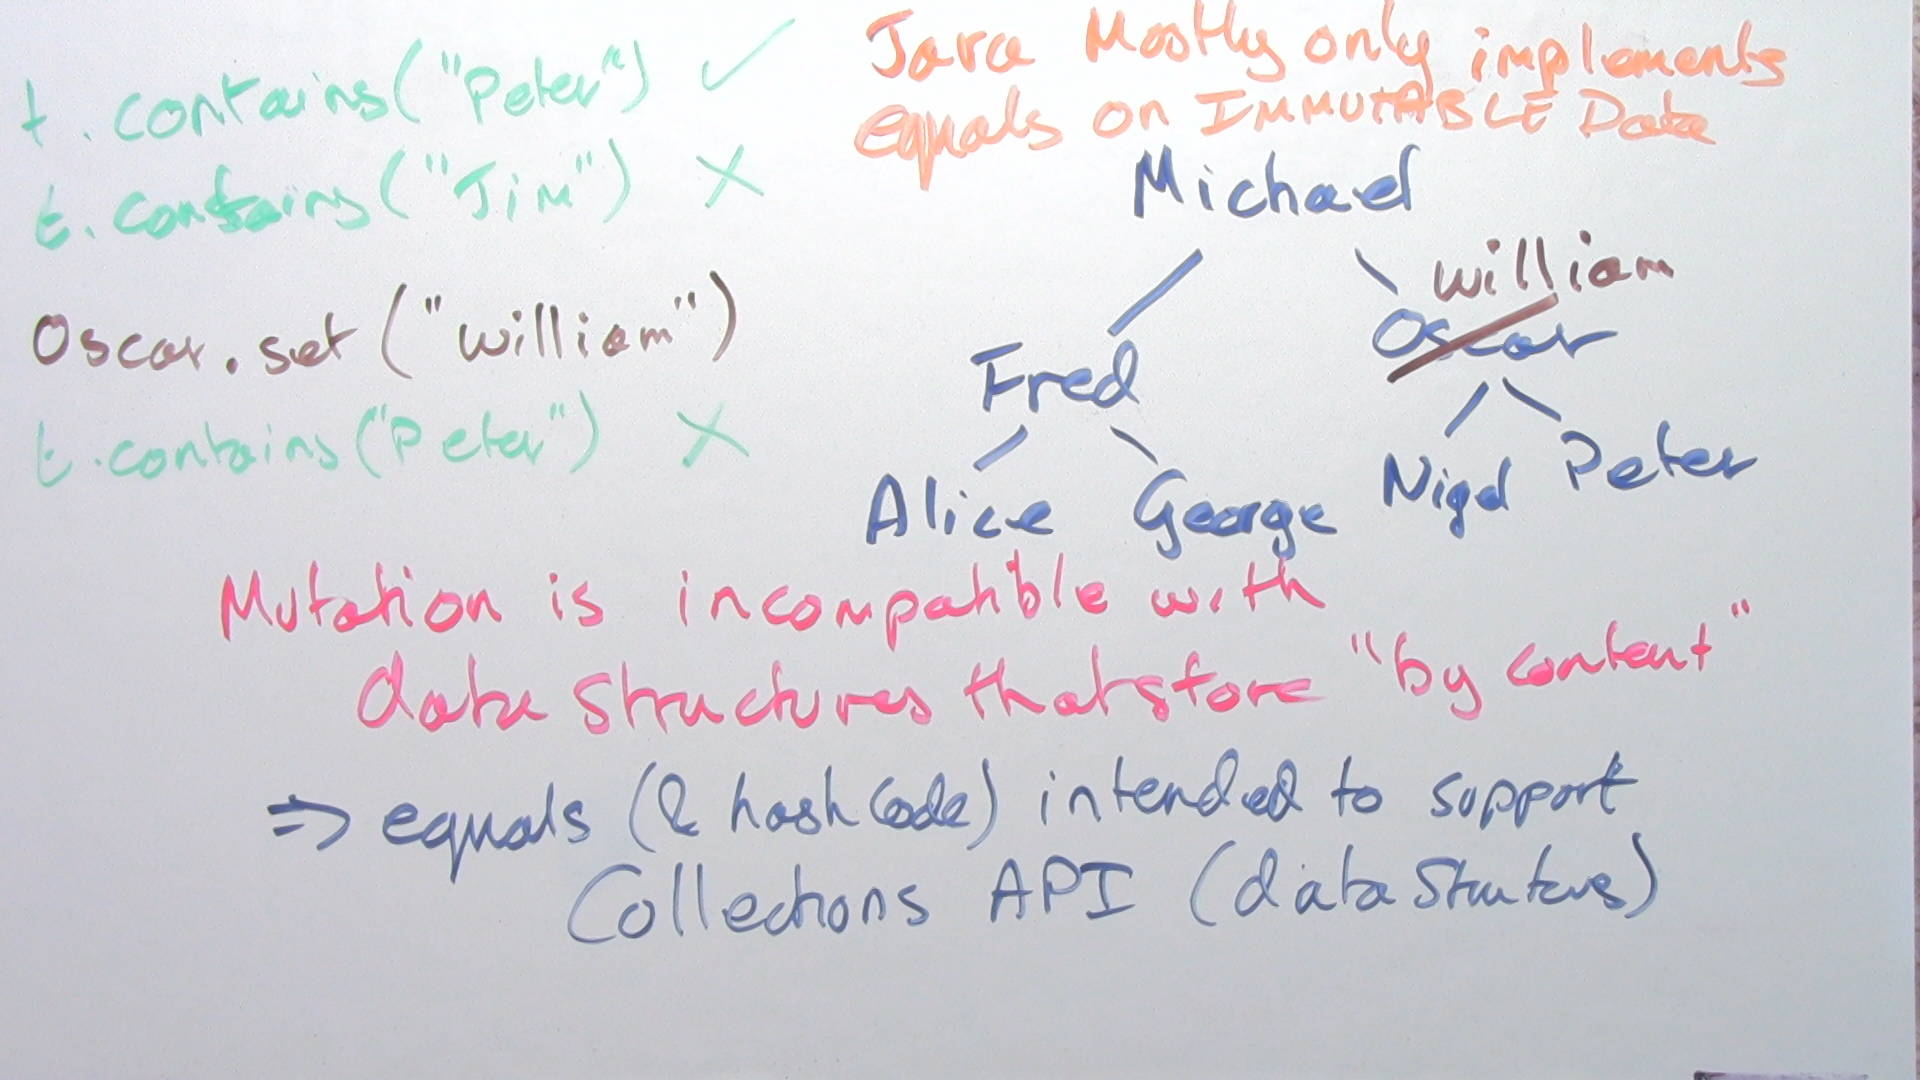 t.contains("Peter") ✓
t.contains("Jim") X
Oscar.set("William")
t.contains("Peter") X
Java Mostly only implements
equals on IMMUTABLE Data
Michael
William
Fred Oscar
Alice George Nigel Peter
Mutation is incompatible with
data structures that store "by content"
⇒ equals (& hashCode) intended to support
Collections API (data structures)